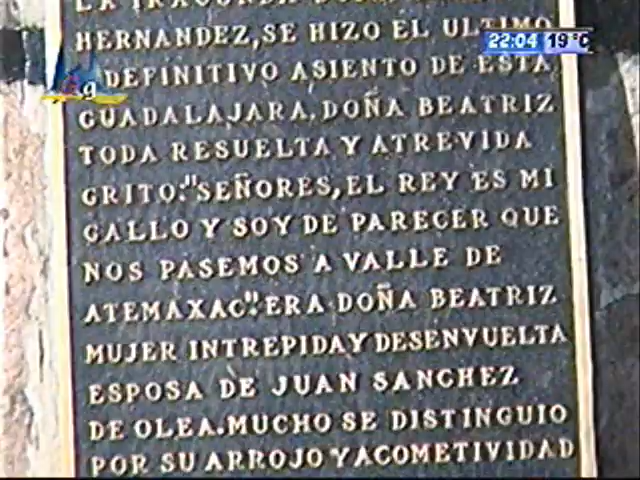 LA IRACUNDA
HERNANDEZ, SE HIZO EL ULTIMO
22:04 19°C
DEFINITIVO ASIENTO DE ESTA
GUADALAJARA, DOÑA BEATRIZ
TODA RESUELTA Y ATREVIDA
GRITO: "SEÑORES, EL REY ES MI
GALLO Y SOY DE PARECER QUE
NOS PASEMOS A VALLE DE
ATEMAXAC". ERA DOÑA BEATRIZ
MUJER INTREPIDA Y DESENVUELTA
ESPOSA DE JUAN SANCHEZ
DE OLEA. MUCHO SE DISTINGUIO
POR SU ARROJO Y ACOMETIVIDAD